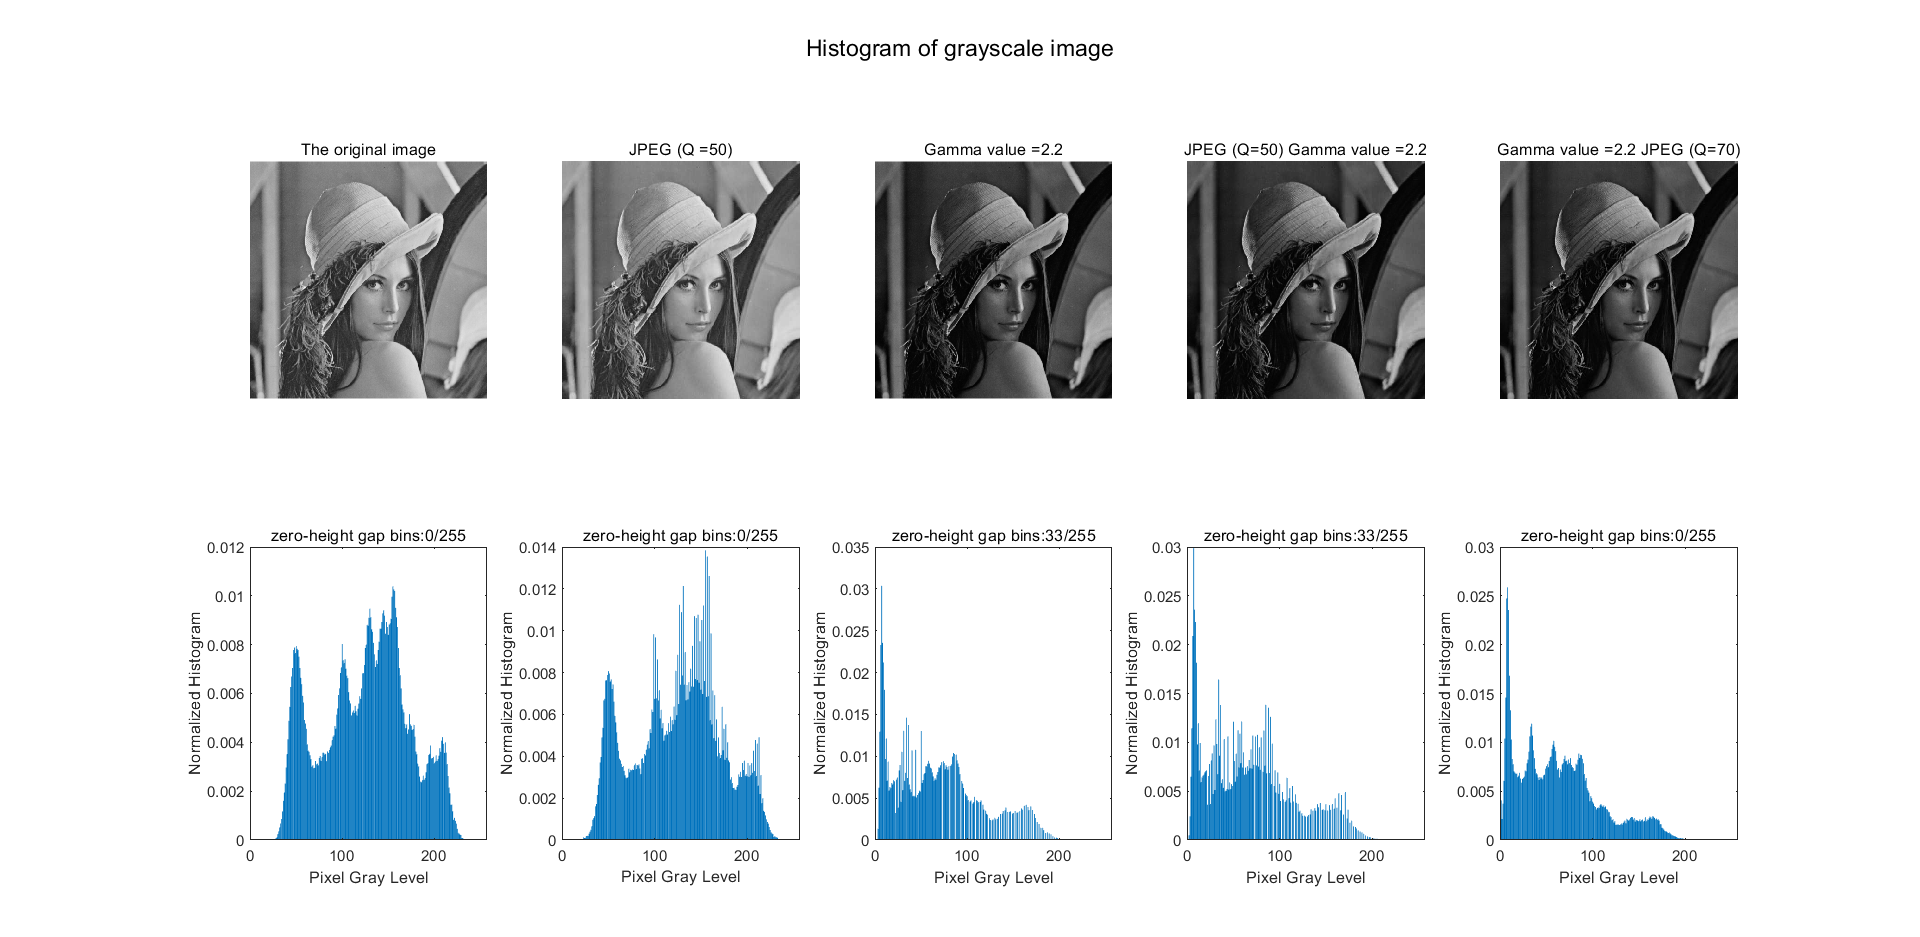 Histogram of grayscale image
The original image
JPEG (Q =50)
Gamma value =2.2
JPEG (Q=50) Gamma value =2.2
Gamma value =2.2 JPEG (Q=70)
zero-height gap bins:0/255
0.012
0.01
0.008
0.006
0.004
0.002
0
Normalized Histogram
0 100 200
Pixel Gray Level
zero-height gap bins:0/255
0.014
0.012
0.01
0.008
0.006
0.004
0.002
0
Normalized Histogram
0 100 200
Pixel Gray Level
zero-height gap bins:33/255
0.035
0.03
0.025
0.02
0.015
0.01
0.005
0
Normalized Histogram
0 100 200
Pixel Gray Level
zero-height gap bins:33/255
0.03
0.025
0.02
0.015
0.01
0.005
0
Normalized Histogram
0 100 200
Pixel Gray Level
zero-height gap bins:0/255
0.03
0.025
0.02
0.015
0.01
0.005
0
Normalized Histogram
0 100 200
Pixel Gray Level